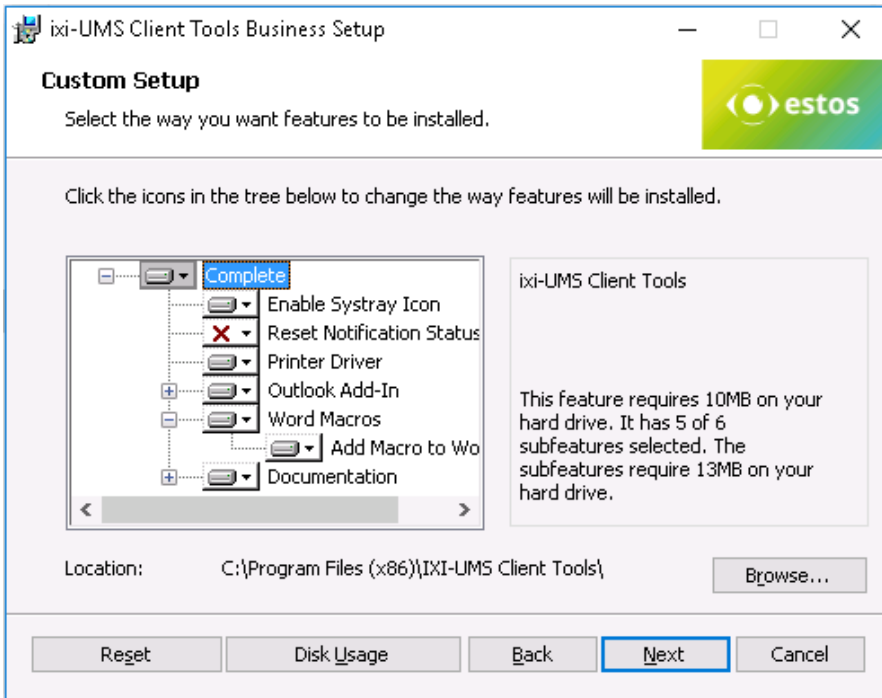 ixi-UMS Client Tools Business Setup
Custom Setup
Select the way you want features to be installed.
estos
Click the icons in the tree below to change the way features will be installed.
Complete
Enable Systray Icon
Reset Notification Status
Printer Driver
Outlook Add-In
Word Macros
Add Macro to Wo
Documentation
ixi-UMS Client Tools
This feature requires 10MB on your
hard drive. It has 5 of 6
subfeatures selected. The
subfeatures require 13MB on your
hard drive.
Location: C:\Program Files (x86)\IXI-UMS Client Tools\
Browse...
Reset Disk Usage Back Next Cancel